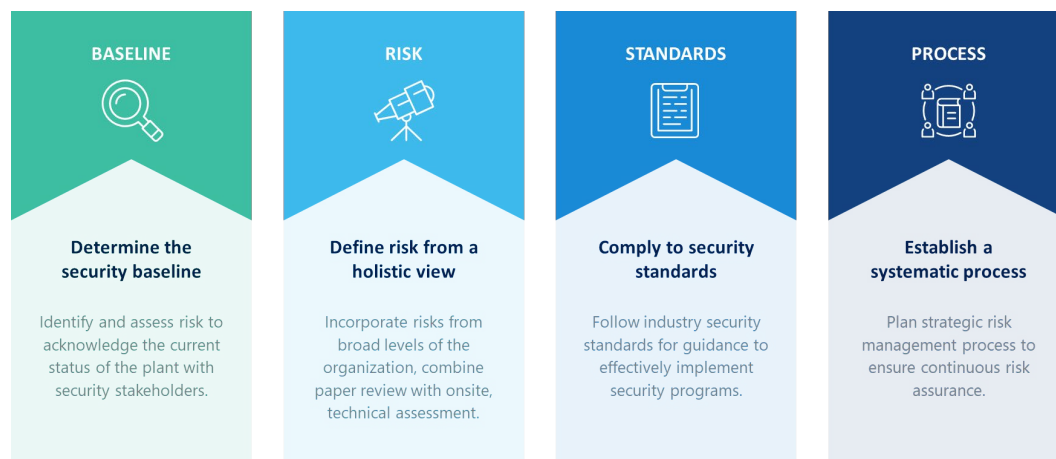 BASELINE
Determine the
security baseline
Identify and assess risk to
acknowledge the current
status of the plant with
security stakeholders.
RISK
Define risk from a
holistic view
Incorporate risks from
broad levels of the
organization, combine
paper review with onsite,
technical assessment.
STANDARDS
Comply to security
standards
Follow industry security
standards for guidance to
effectively implement
security programs.
PROCESS
Establish a
systematic process
Plan strategic risk
management process to
ensure continuous risk
assurance.